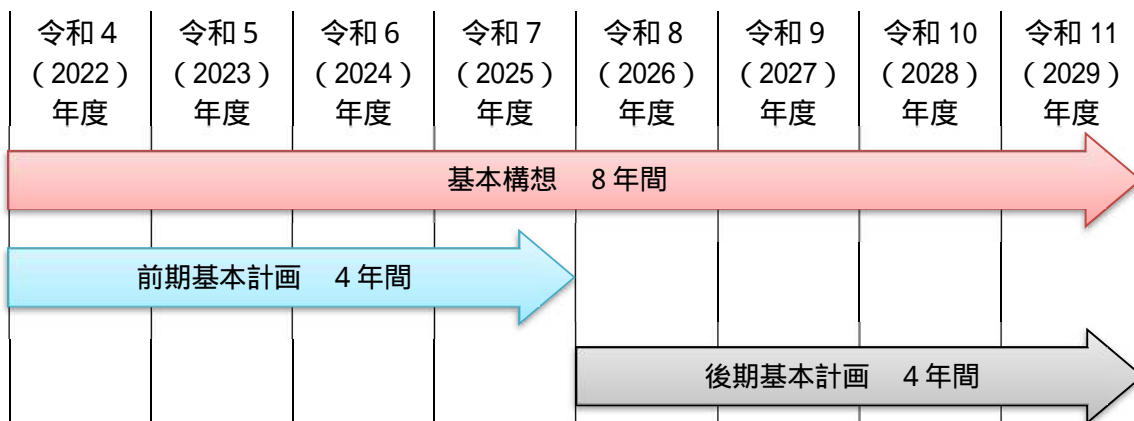 令和４ 令和５ 令和６ 令和７ 令和８ 令和９ 令和 10 令和 11
（2022） （2023） （2024） （2025） （2026） （2027） （2028） （2029）
年度 年度 年度 年度 年度 年度 年度 年度
基本構想　８年間
前期基本計画　４年間
後期基本計画　４年間